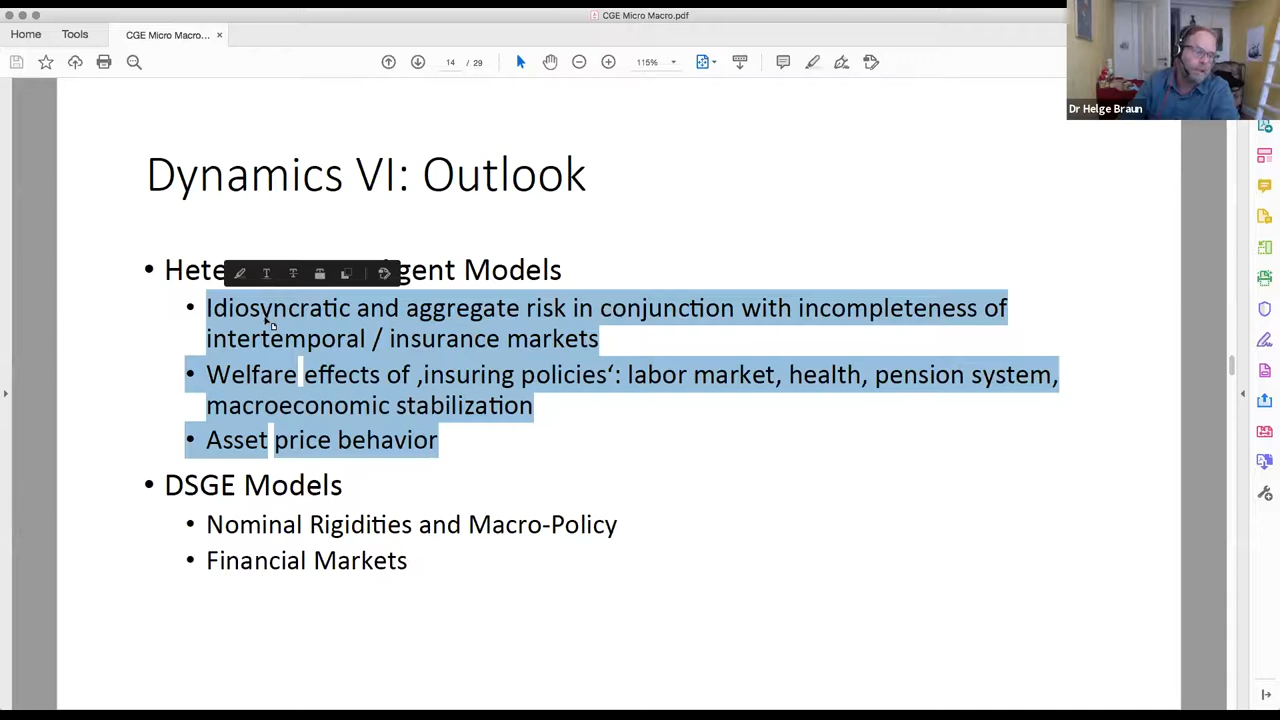 CGE Micro Macro.pdf
Home
Tools
CGE Micro Macro...
14 / 29
115%
Dr Helge Braun
Dynamics VI: Outlook
• gent Models
• Idiosyncratic and aggregate risk in conjunction with incompleteness of
intertemporal / insurance markets
• Welfare effects of ‚insuring policies‘: labor market, health, pension system,
macroeconomic stabilization
• Asset price behavior
• DSGE Models
• Nominal Rigidities and Macro-Policy
• Financial Markets